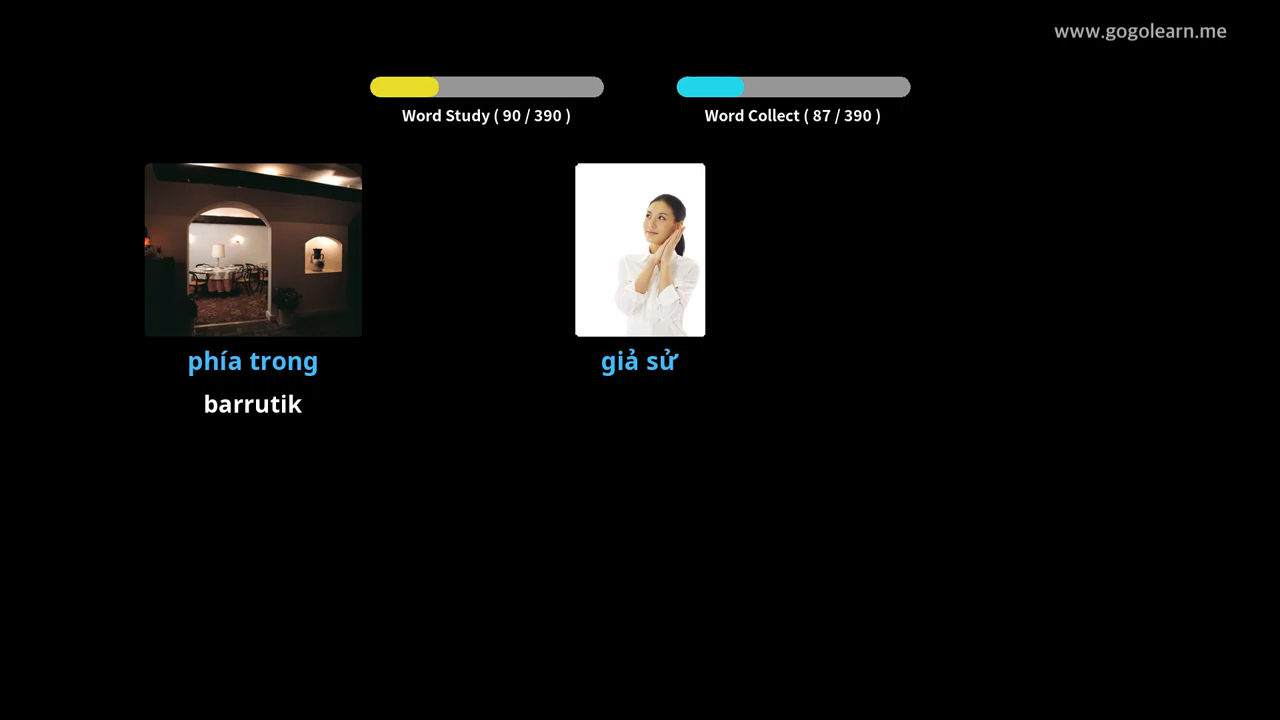 www.gogolearn.me
Word Study ( 90 / 390 )
Word Collect ( 87 / 390 )
phía trong
giả sử
barrutik